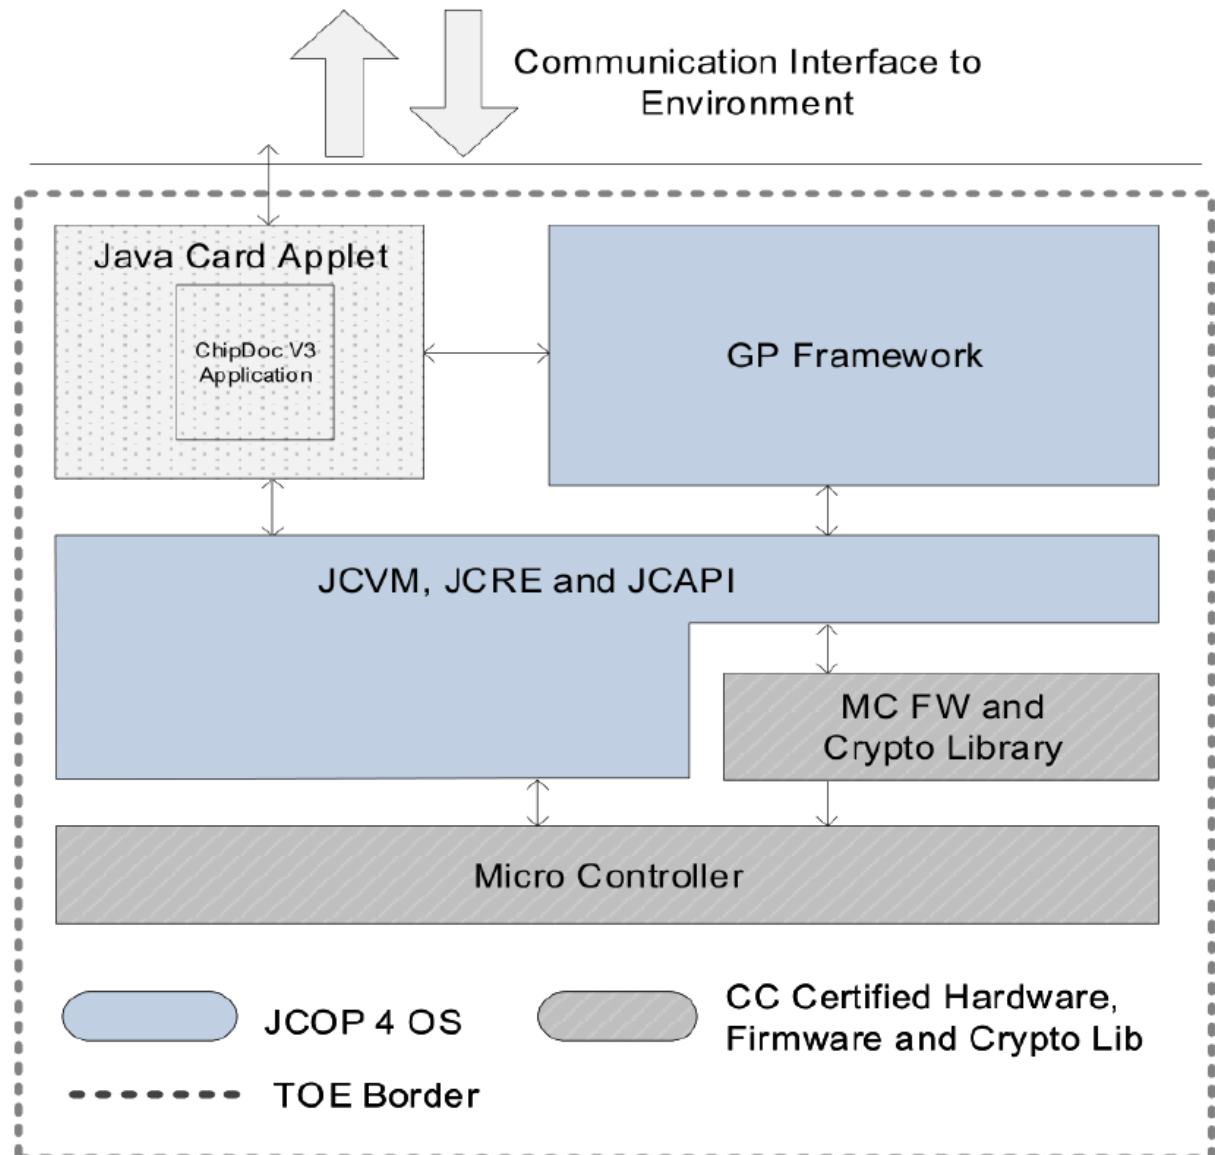 Communication Interface to
Environment
Java Card Applet
ChipDoc V3
Application
GP Framework
JCVM, JCRE and JCAPI
MC FW and
Crypto Library
Micro Controller
JCOP 4 OS
CC Certified Hardware,
Firmware and Crypto Lib
TOE Border